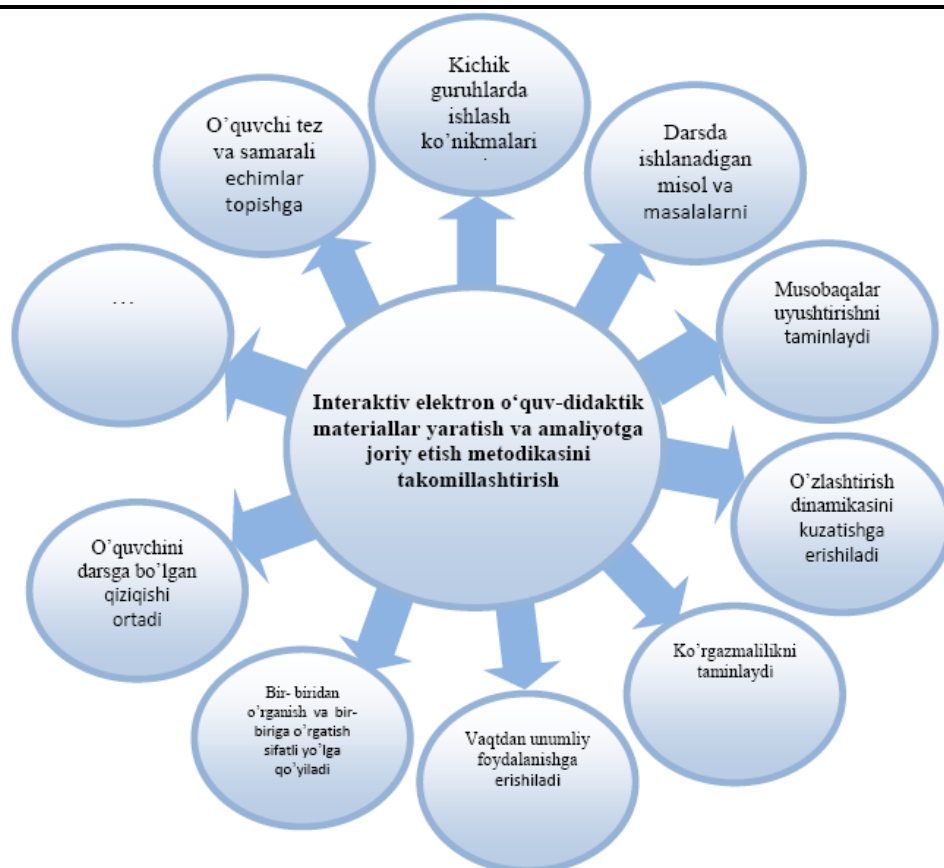 Kichik
guruhlarda
ishlash
ko’nikmalari
.
Darsda
ishlanadigan
misol va
masalalarni
Musobaqalar
uyushtirishni
taminlaydi
O’zlashtirish
dinamikasini
kuzatishga
erishiladi
Ko’rgazmalilikni
taminlaydi
Vaqtdan unumliy
foydalanishga
erishiladi
Bir- biridan
o’rganish va bir-
biriga o’rgatish
sifatli yo’lga
qo’yiladi
O’quvchini
darsga bo’lgan
qiziqishi
ortadi
. . .
O’quvchi tez
va samarali
echimlar
topishga
Interaktiv elektron o‘quv-didaktik
materiallar yaratish va amaliyotga
joriy etish metodikasini
takomillashtirish